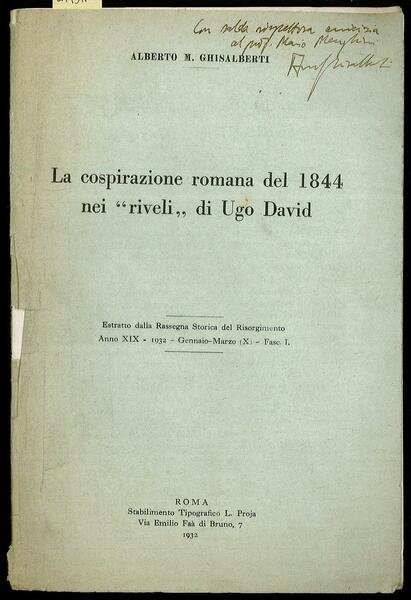 Con salda rispettosa amicizia
al prof. Mario Menghini
ALBERTO M. GHISALBERTI
La cospirazione romana del 1844
nei “riveli„ di Ugo David
Estratto dalla Rassegna Storica del Risorgimento
Anno XIX - 1932 - Gennaio-Marzo (X) - Fasc. I.
ROMA
Stabilimento Tipografico L. Proja
Via Emilio Faà di Bruno, 7
1932